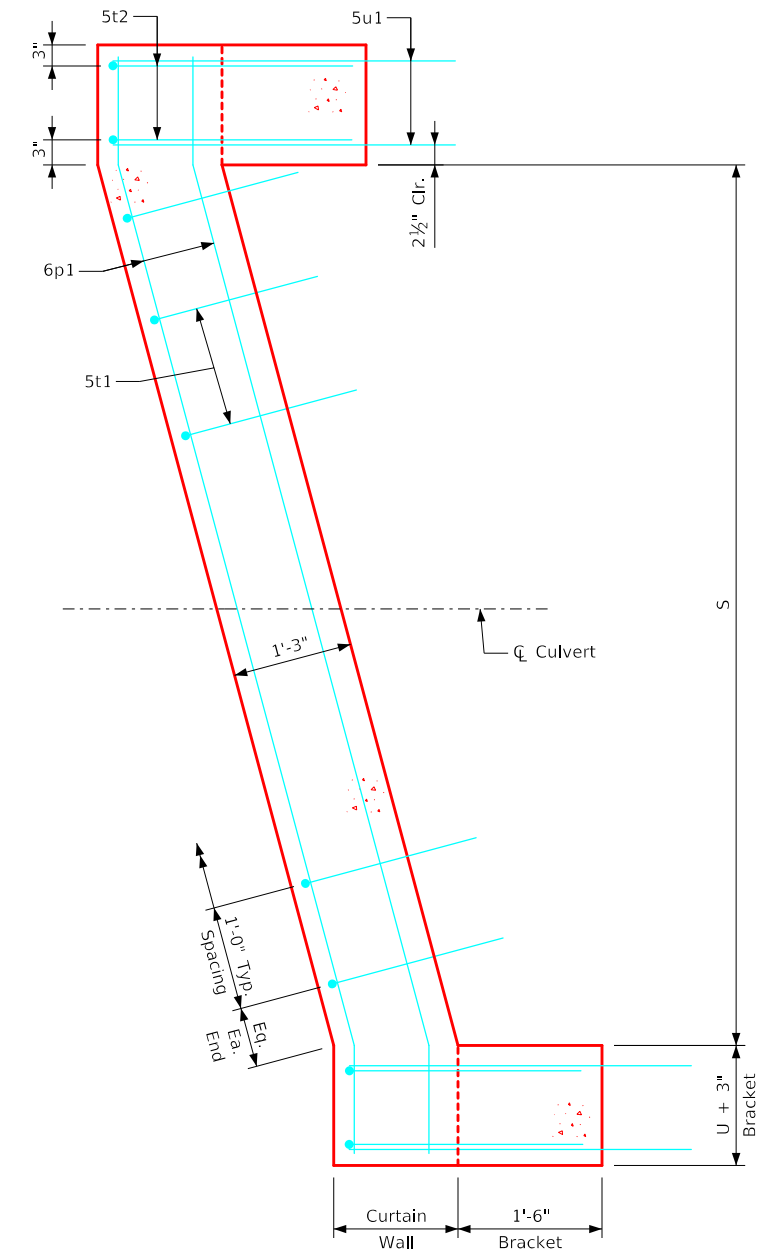 5t2
5u1
3"
3"
2½" Clr.
6p1
5t1
S
1'-3"
℄ Culvert
1'-0" Typ.
Spacing
Eq.
Ea.
End
U + 3"
Bracket
Curtain
Wall
1'-6"
Bracket